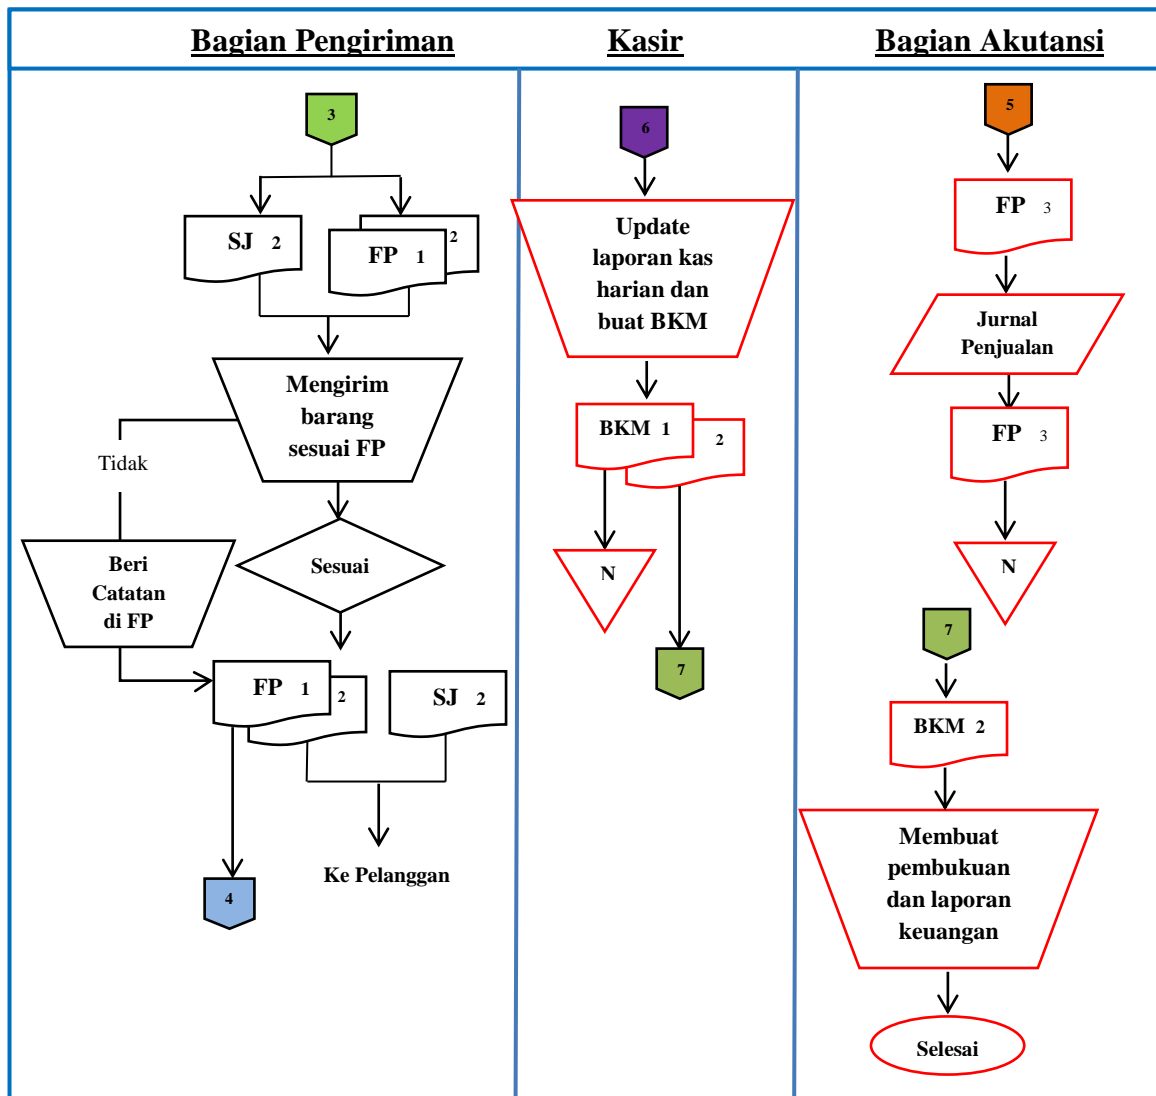 Bagian Pengiriman
Kasir
Bagian Akutansi
3
SJ 2
2
FP 1
Mengirim
barang
sesuai FP
Tidak
Beri
Catatan
di FP
Sesuai
FP 1
2
SJ 2
Ke Pelanggan
4
6
Update
laporan kas
harian dan
buat BKM
BKM 1
2
N
7
5
FP 3
Jurnal
Penjualan
FP 3
N
7
BKM 2
Membuat
pembukuan
dan laporan
keuangan
Selesai